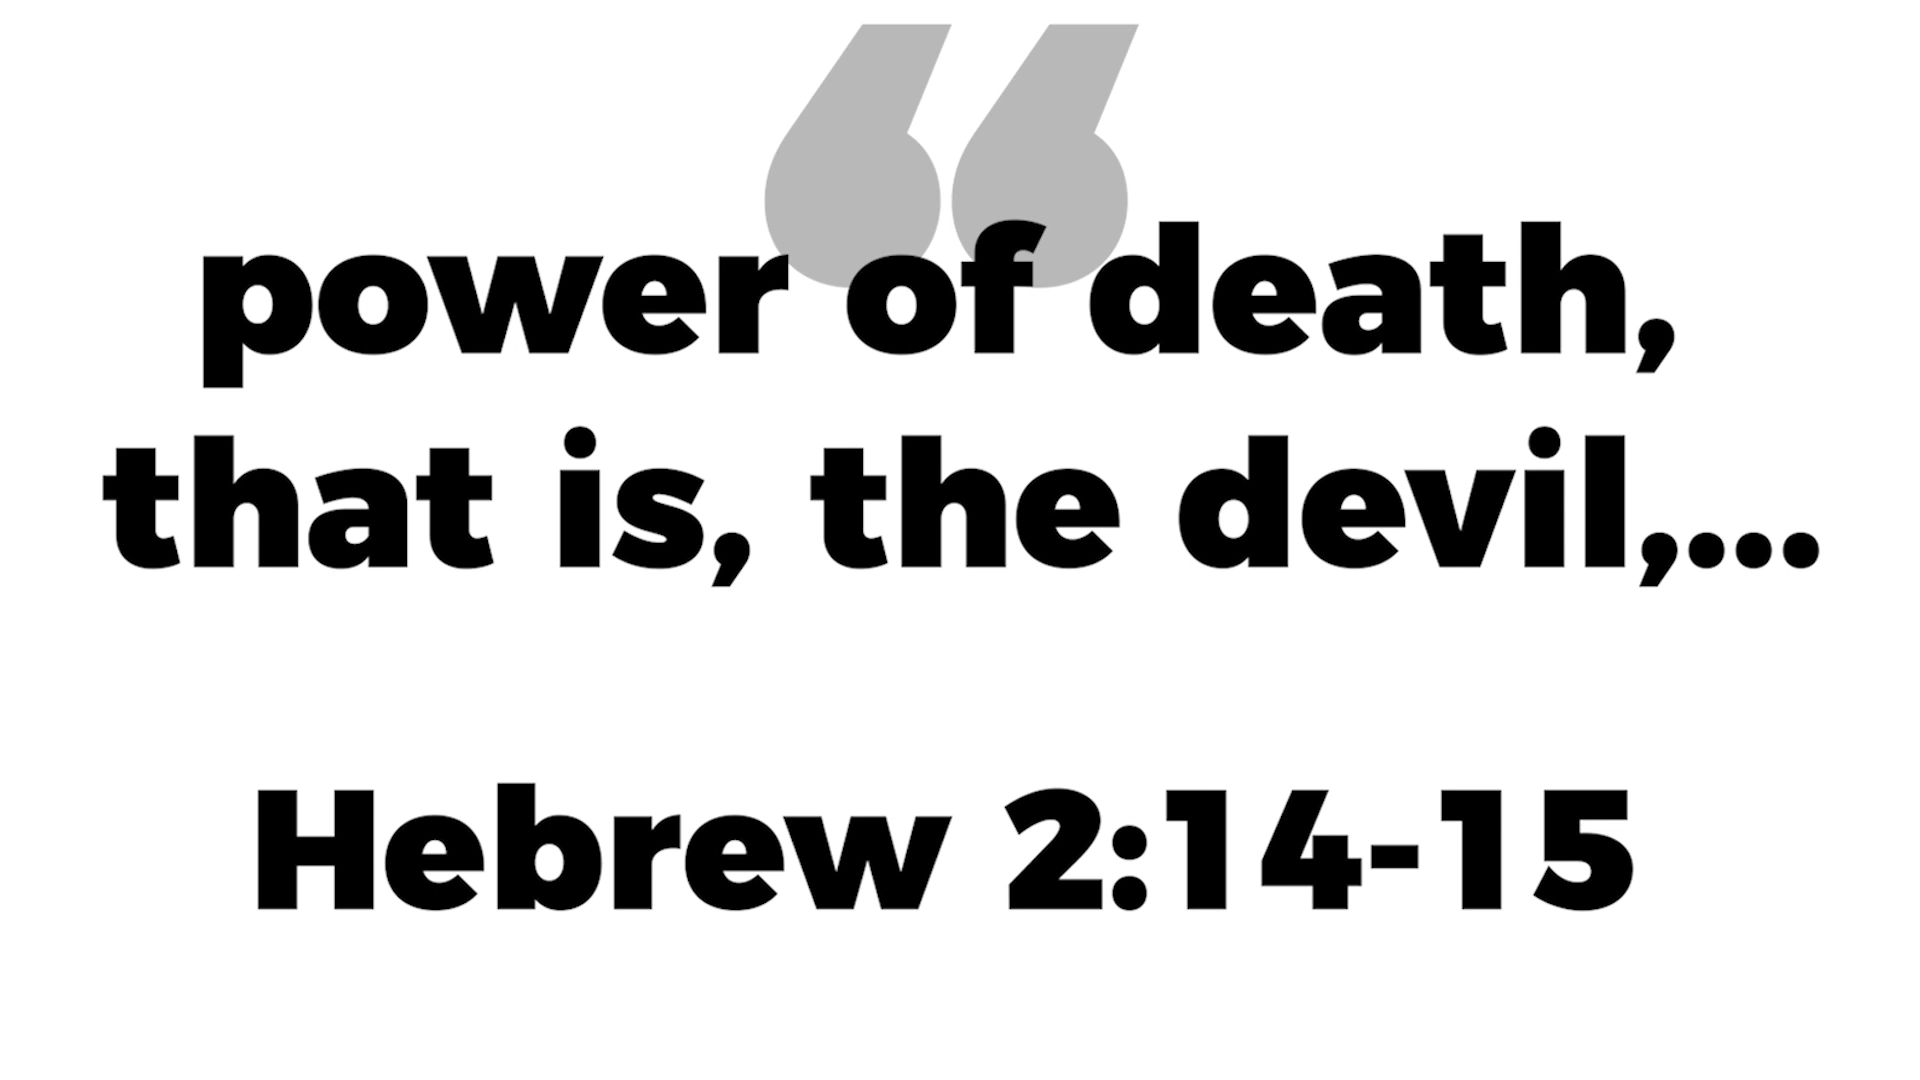 “
power of death,
that is, the devil,...
Hebrew 2:14-15